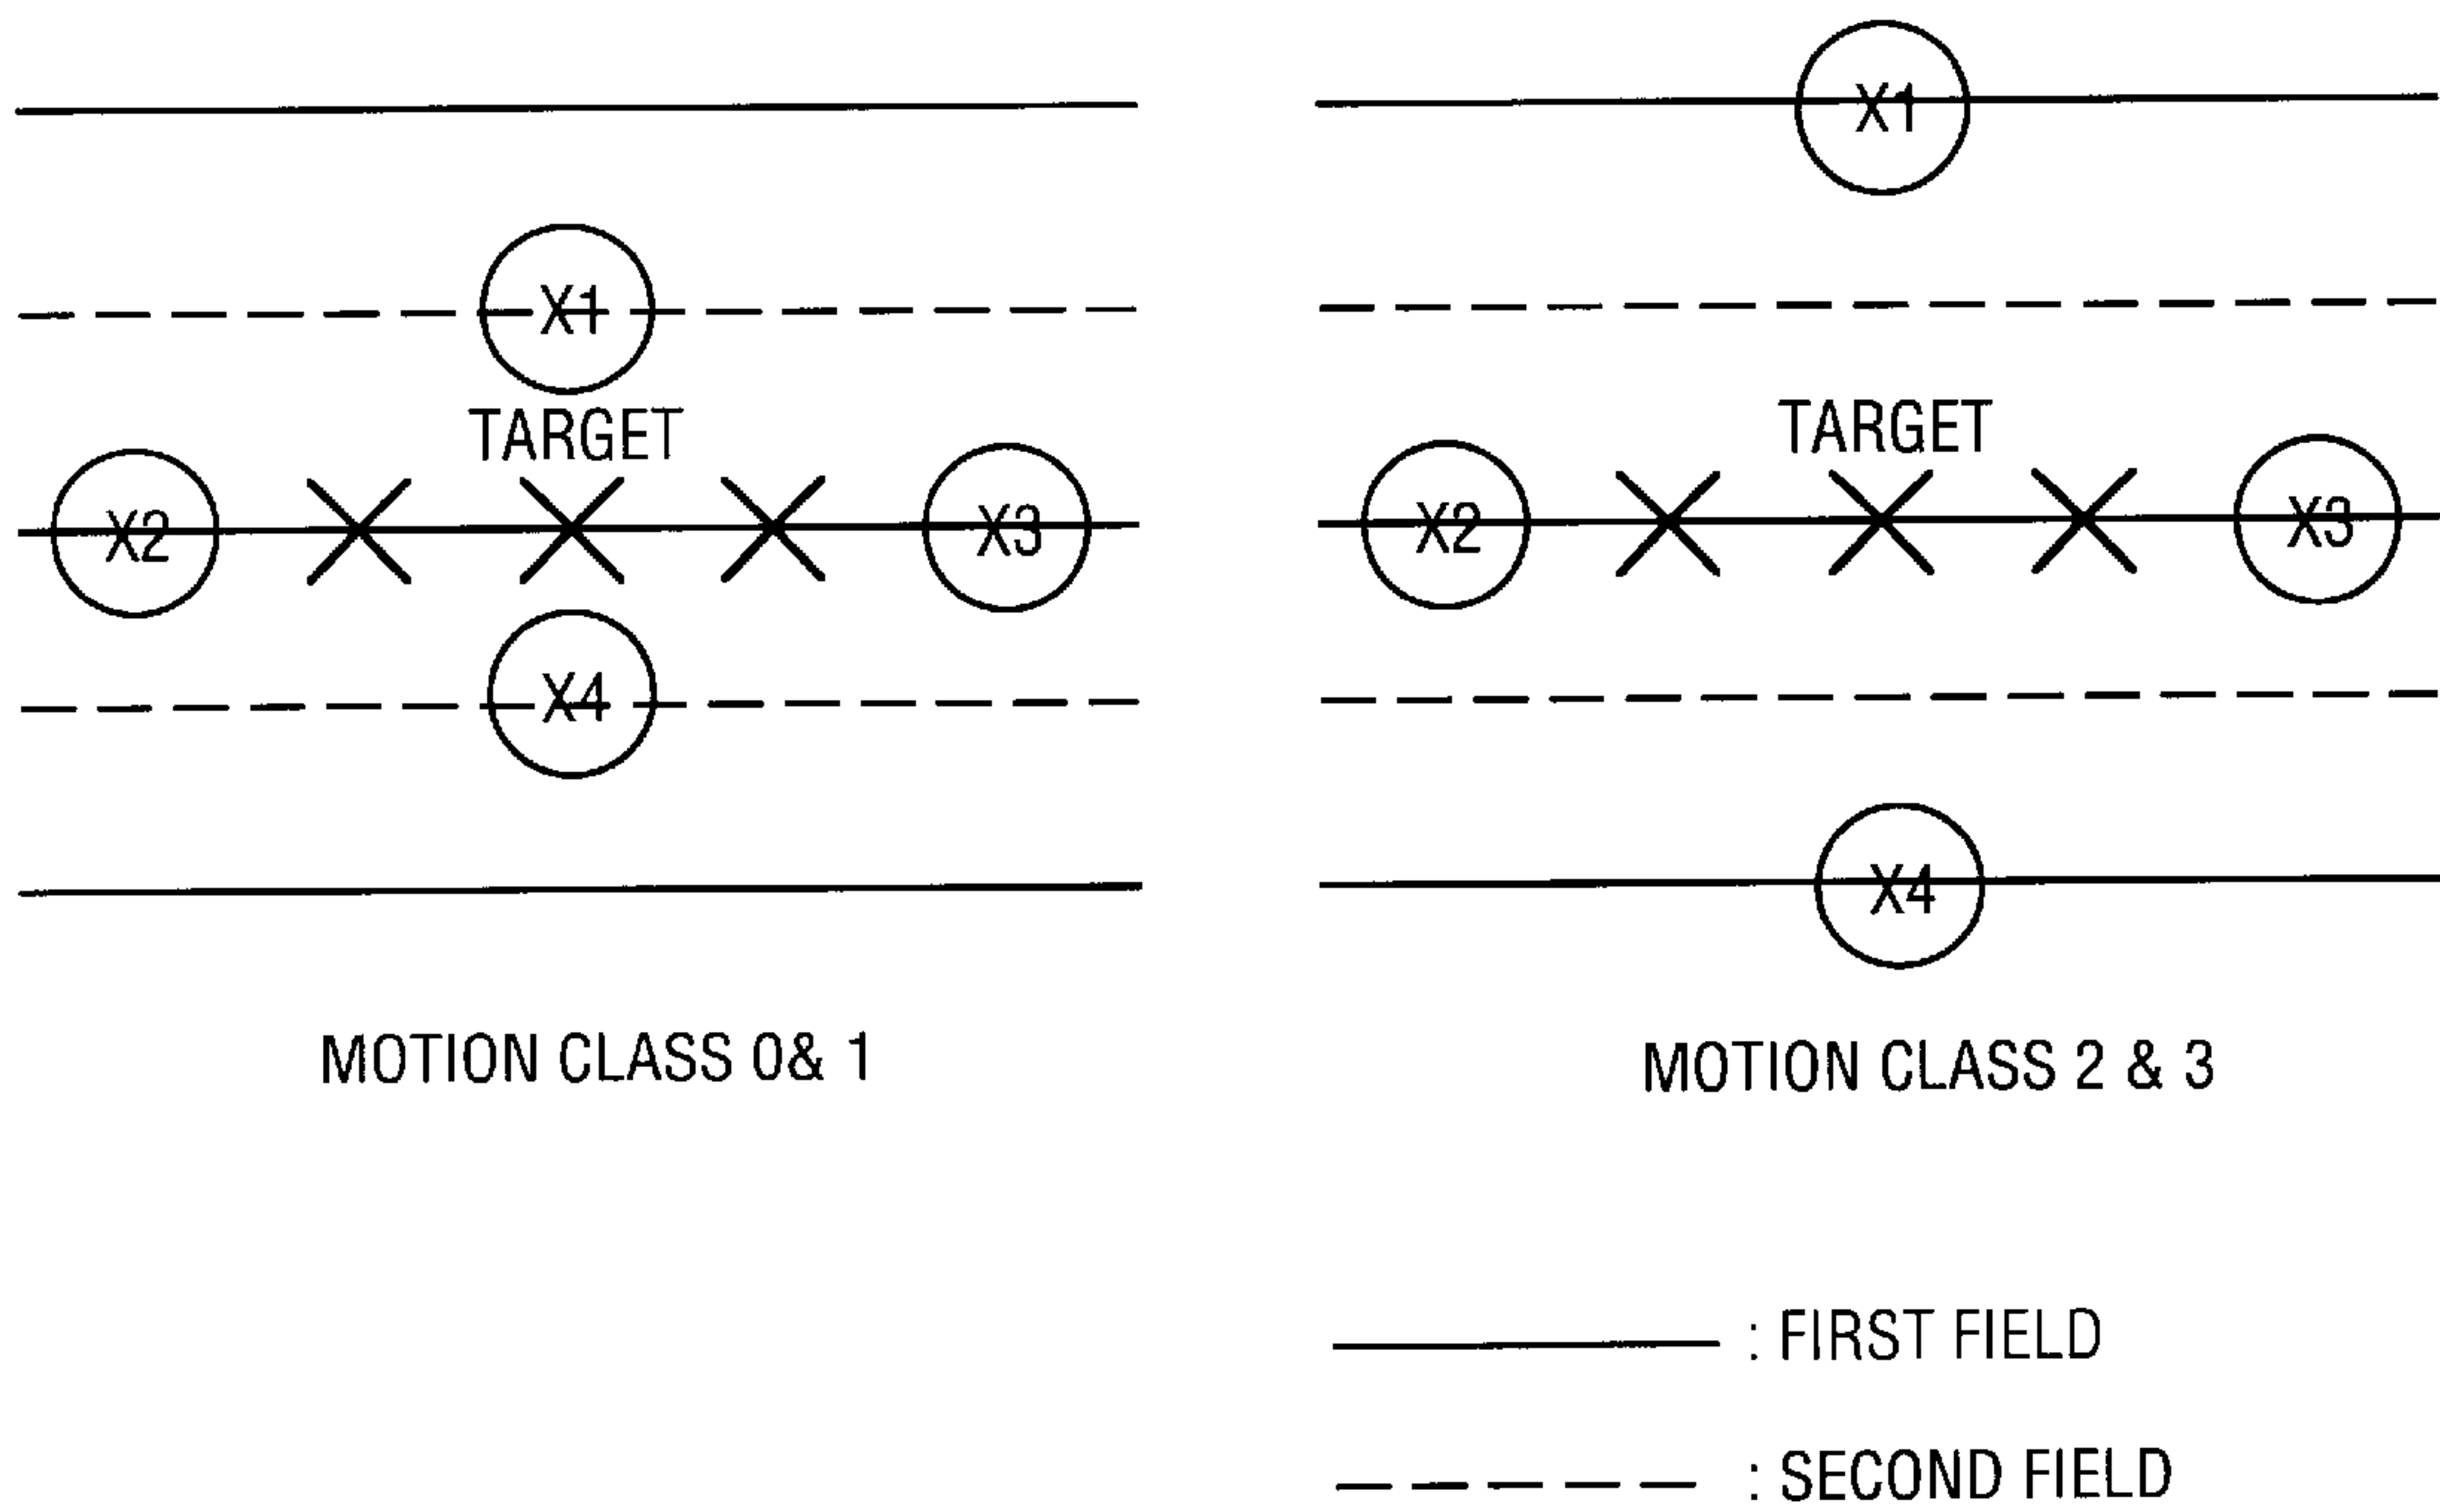 X1
TARGET
X2
X3
X4
MOTION CLASS 0& 1
X1
TARGET
X2
X3
X4
MOTION CLASS 2 & 3
: FIRST FIELD
: SECOND FIELD